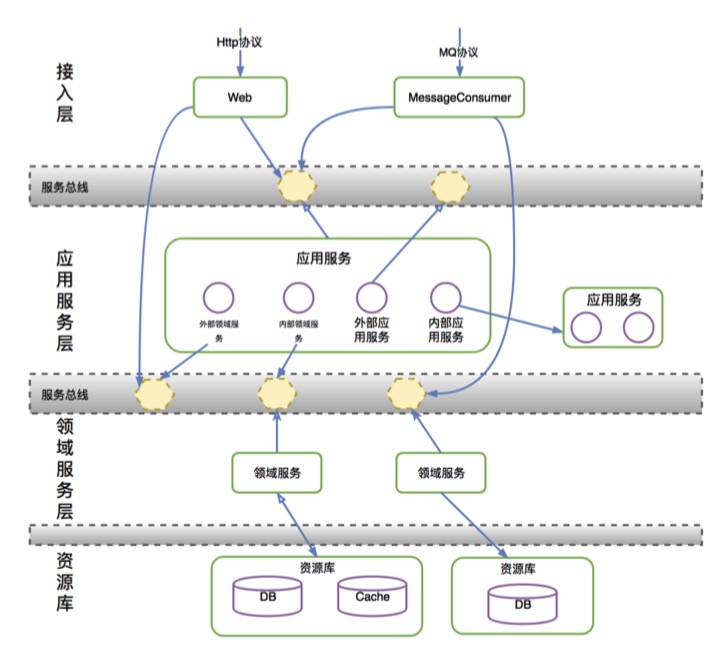 Http协议
MQ协议
接
入
层
Web
MessageConsumer
服务总线
应
用
服
务
层
应用服务
外部领域服
务
内部领域服
务
外部应
用服务
内部应
用服务
应用服务
服务总线
领
域
服
务
层
领域服务
领域服务
资
源
库
资源库
DB
Cache
资源库
DB